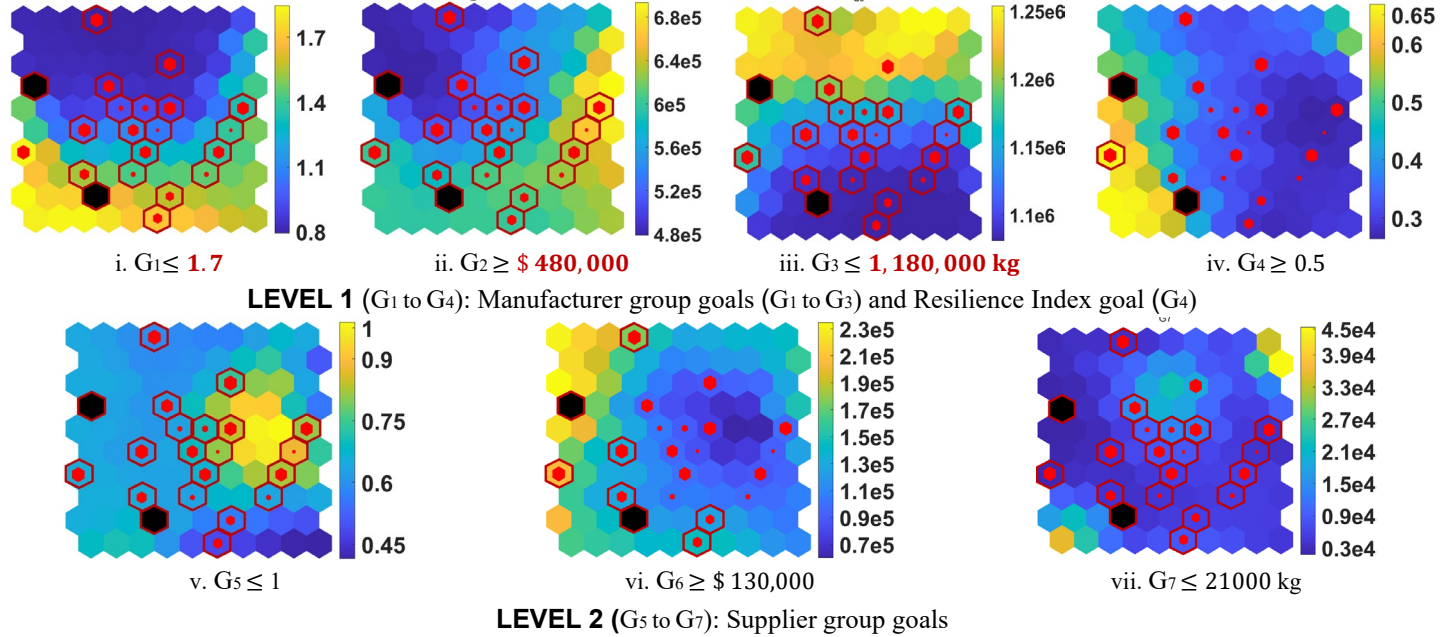 1.7
1.4
1.1
0.8
6.8e5
6.4e5
6e5
5.6e5
5.2e5
4.8e5
1.25e6
1.2e6
1.15e6
1.1e6
0.65
0.6
0.5
0.4
0.3
i. G₁≤ 1.7
ii. G₂ ≥ $ 480,000
iii. G₃ ≤ 1,180,000 kg
iv. G₄ ≥ 0.5
LEVEL 1 (G₁ to G₄): Manufacturer group goals (G₁ to G₃) and Resilience Index goal (G₄)
1
0.9
0.75
0.6
0.45
2.3e5
2.1e5
1.9e5
1.7e5
1.5e5
1.3e5
1.1e5
0.9e5
0.7e5
G₇
4.5e4
3.9e4
3.3e4
2.7e4
2.1e4
1.5e4
0.9e4
0.3e4
v. G₅ ≤ 1
vi. G₆ ≥ $ 130,000
vii. G₇ ≤ 21000 kg
LEVEL 2 (G₅ to G₇): Supplier group goals